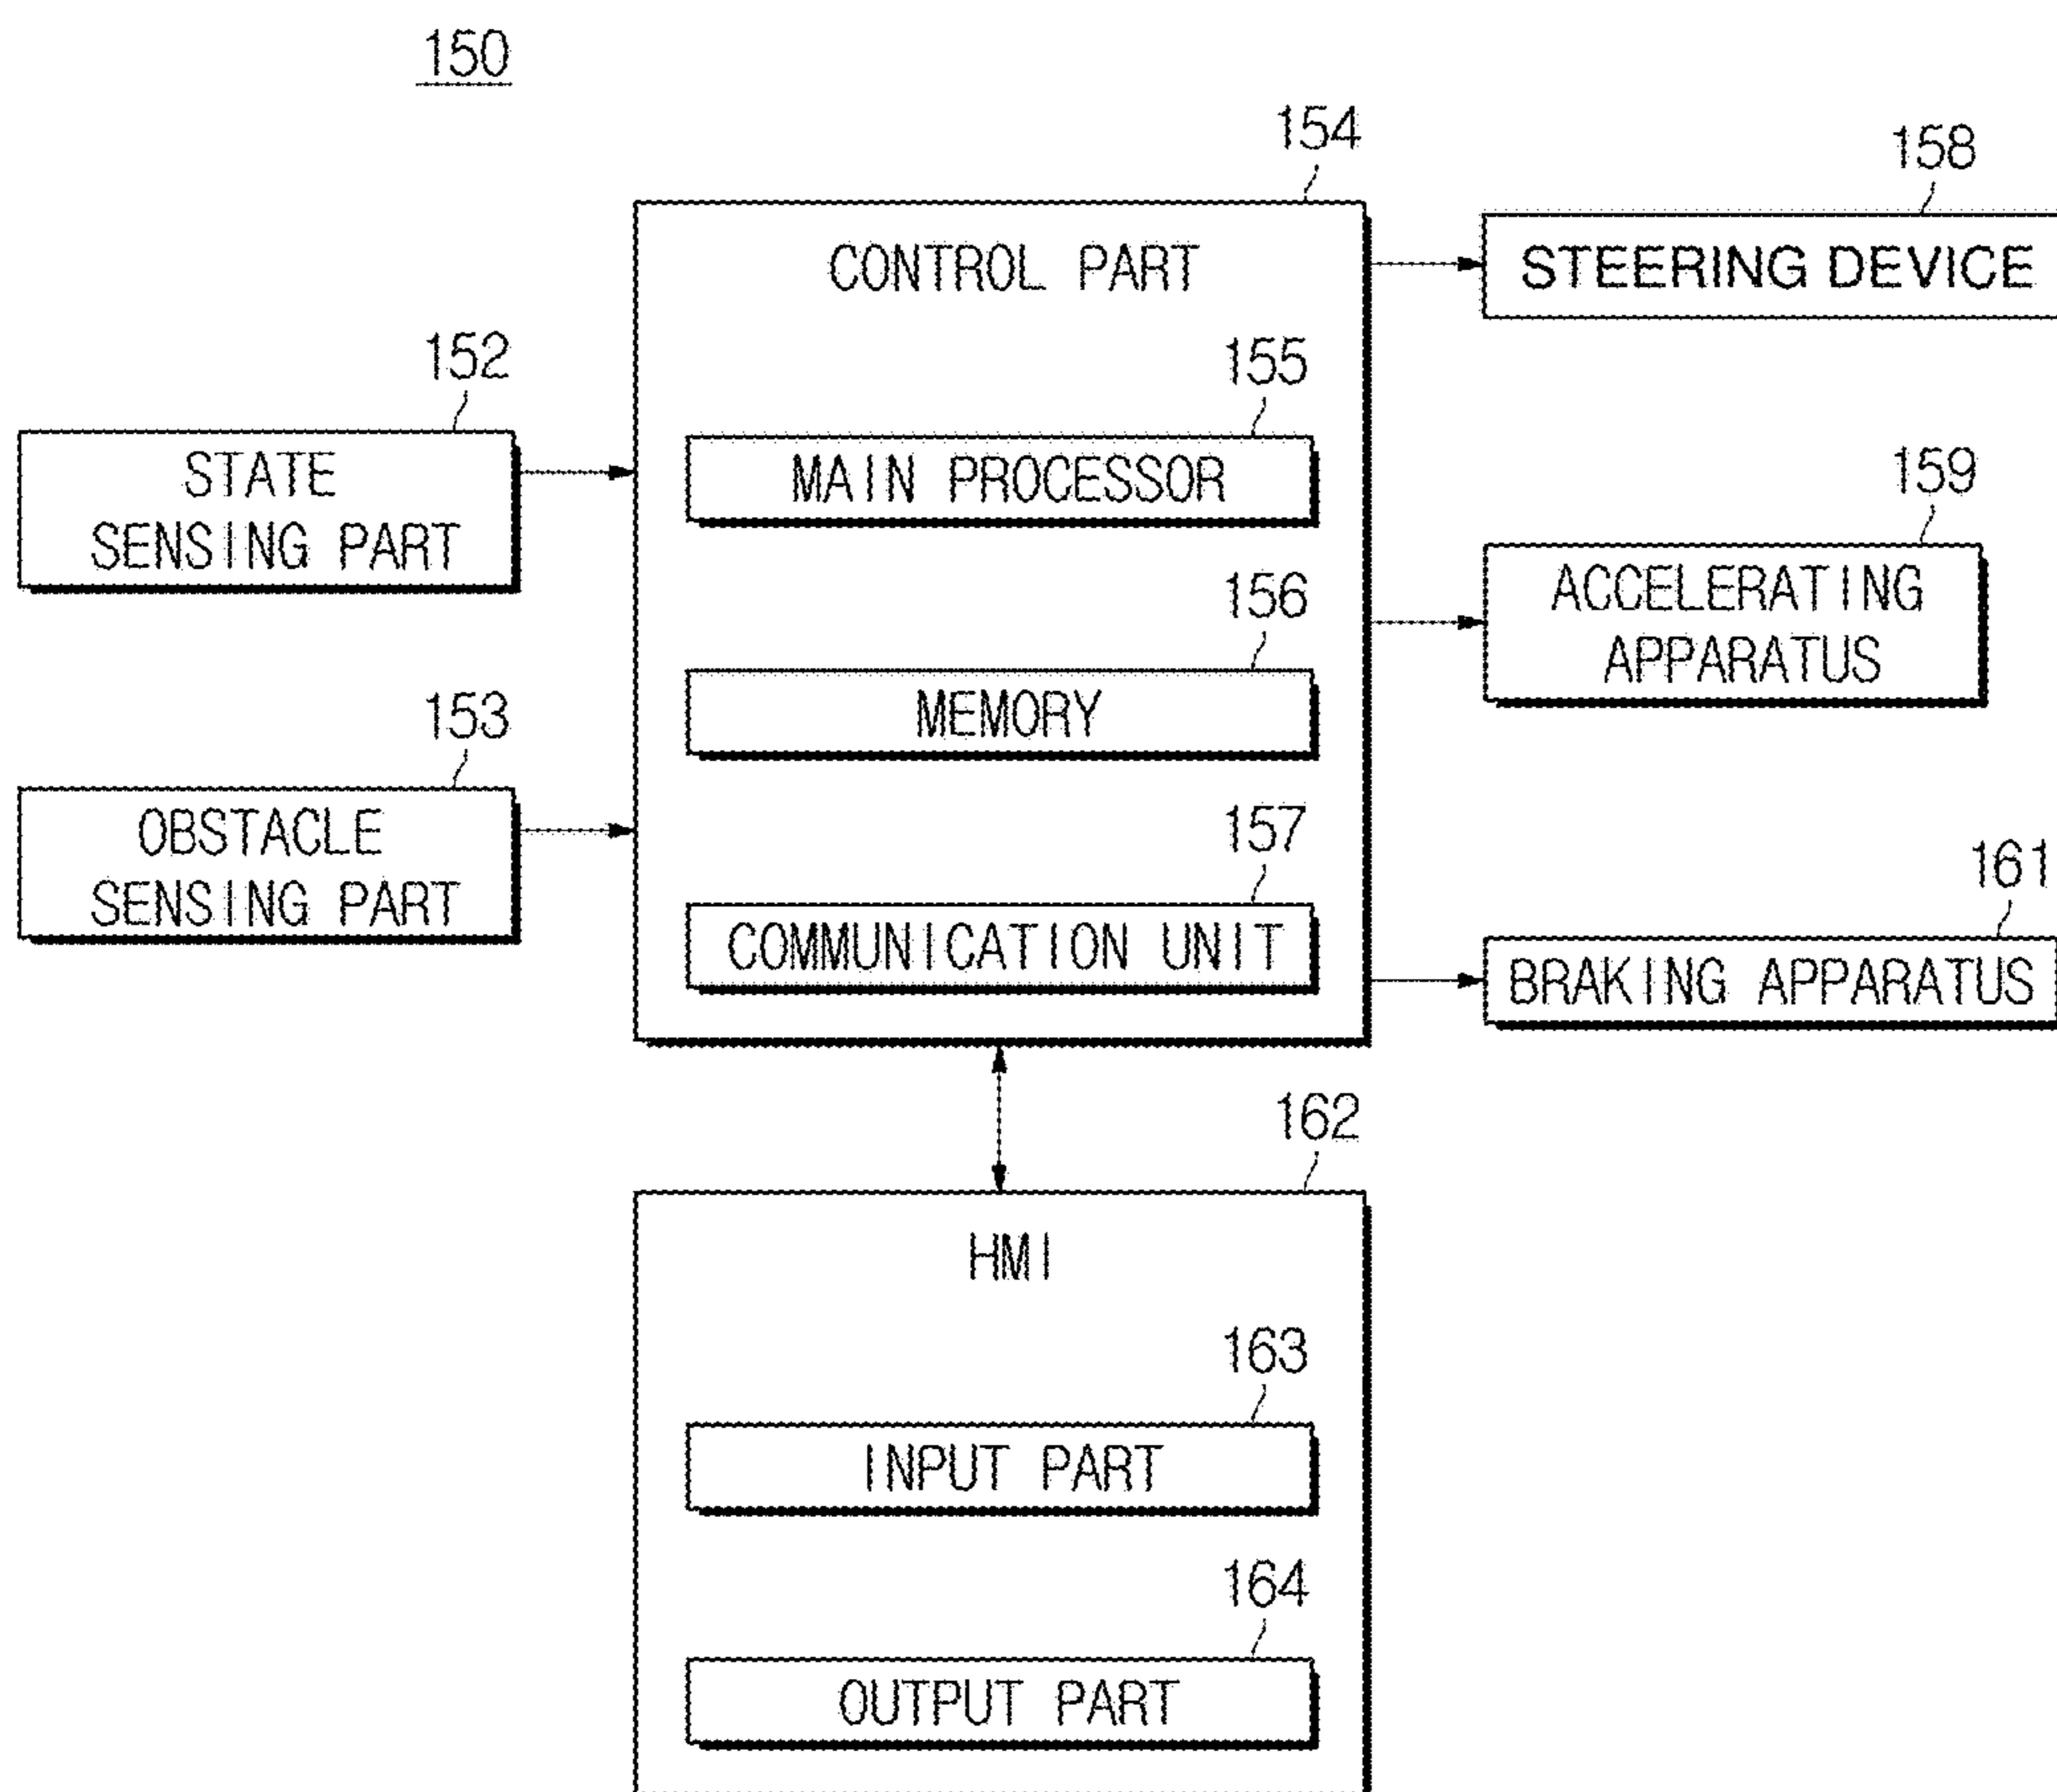 150
154
CONTROL PART
158
STEERING DEVICE
152
STATE
SENSING PART
155
MAIN PROCESSOR
159
ACCELERATING
APPARATUS
156
MEMORY
153
OBSTACLE
SENSING PART
157
COMMUNICATION UNIT
161
BRAKING APPARATUS
162
HMI
163
INPUT PART
164
OUTPUT PART